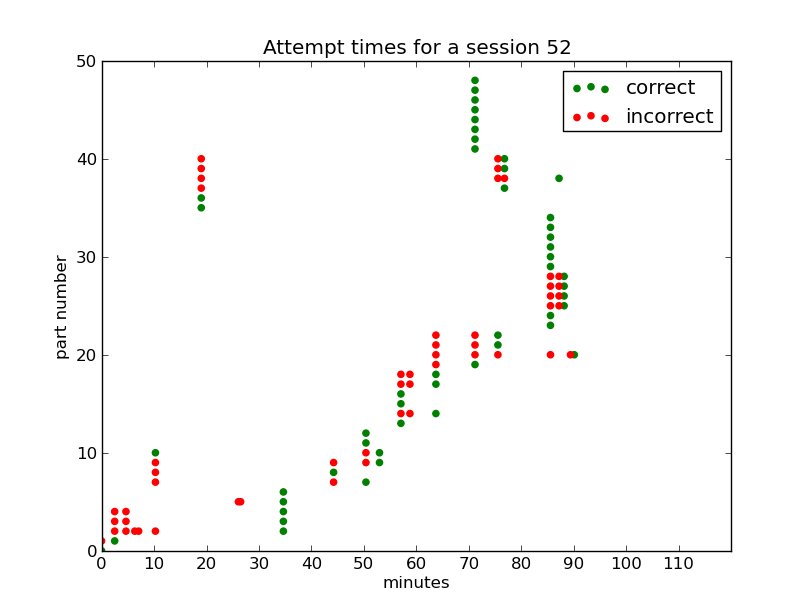 Attempt times for a session 52
correct
incorrect
50
40
30
20
10
0
part number
0 10 20 30 40 50 60 70 80 90 100 110
minutes